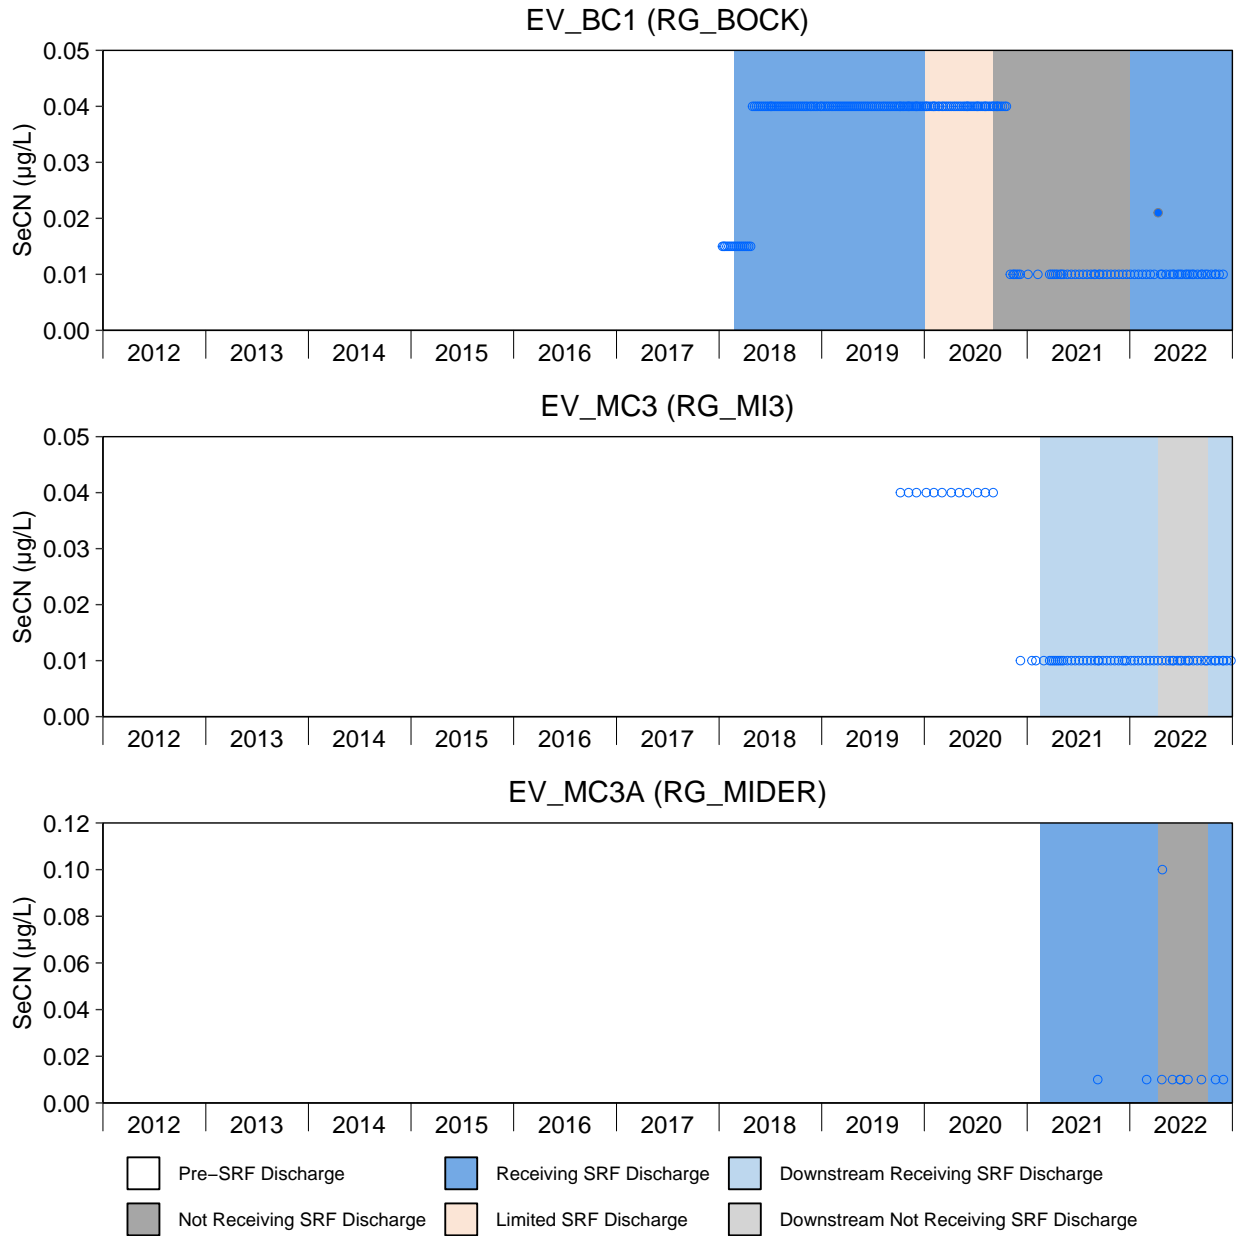 EV_BC1 (RG_BOCK)
SeCN (µg/L)
0.05
0.04
0.03
0.02
0.01
0.00
2012 2013 2014 2015 2016 2017 2018 2019 2020 2021 2022
EV_MC3 (RG_MI3)
SeCN (µg/L)
0.05
0.04
0.03
0.02
0.01
0.00
2012 2013 2014 2015 2016 2017 2018 2019 2020 2021 2022
EV_MC3A (RG_MIDER)
SeCN (µg/L)
0.12
0.10
0.08
0.06
0.04
0.02
0.00
2012 2013 2014 2015 2016 2017 2018 2019 2020 2021 2022
Pre−SRF Discharge Receiving SRF Discharge Downstream Receiving SRF Discharge
Not Receiving SRF Discharge Limited SRF Discharge Downstream Not Receiving SRF Discharge